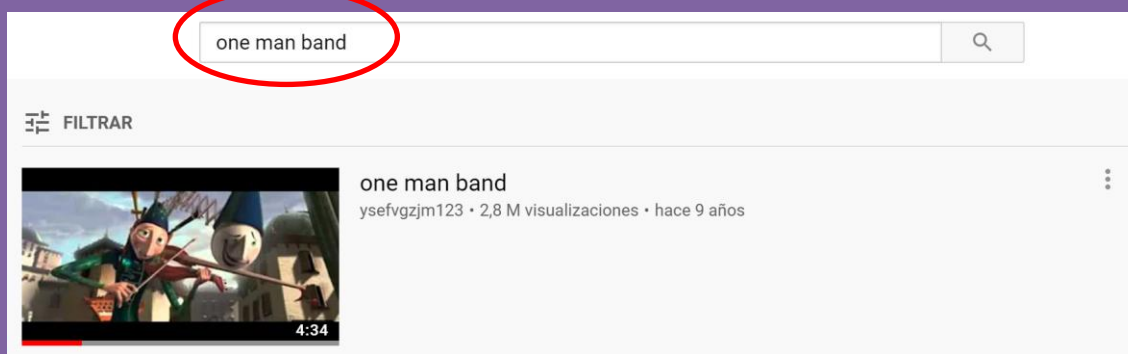 one man band
FILTRAR
one man band
ysefvgzjm123 • 2,8 M visualizaciones • hace 9 años
4:34